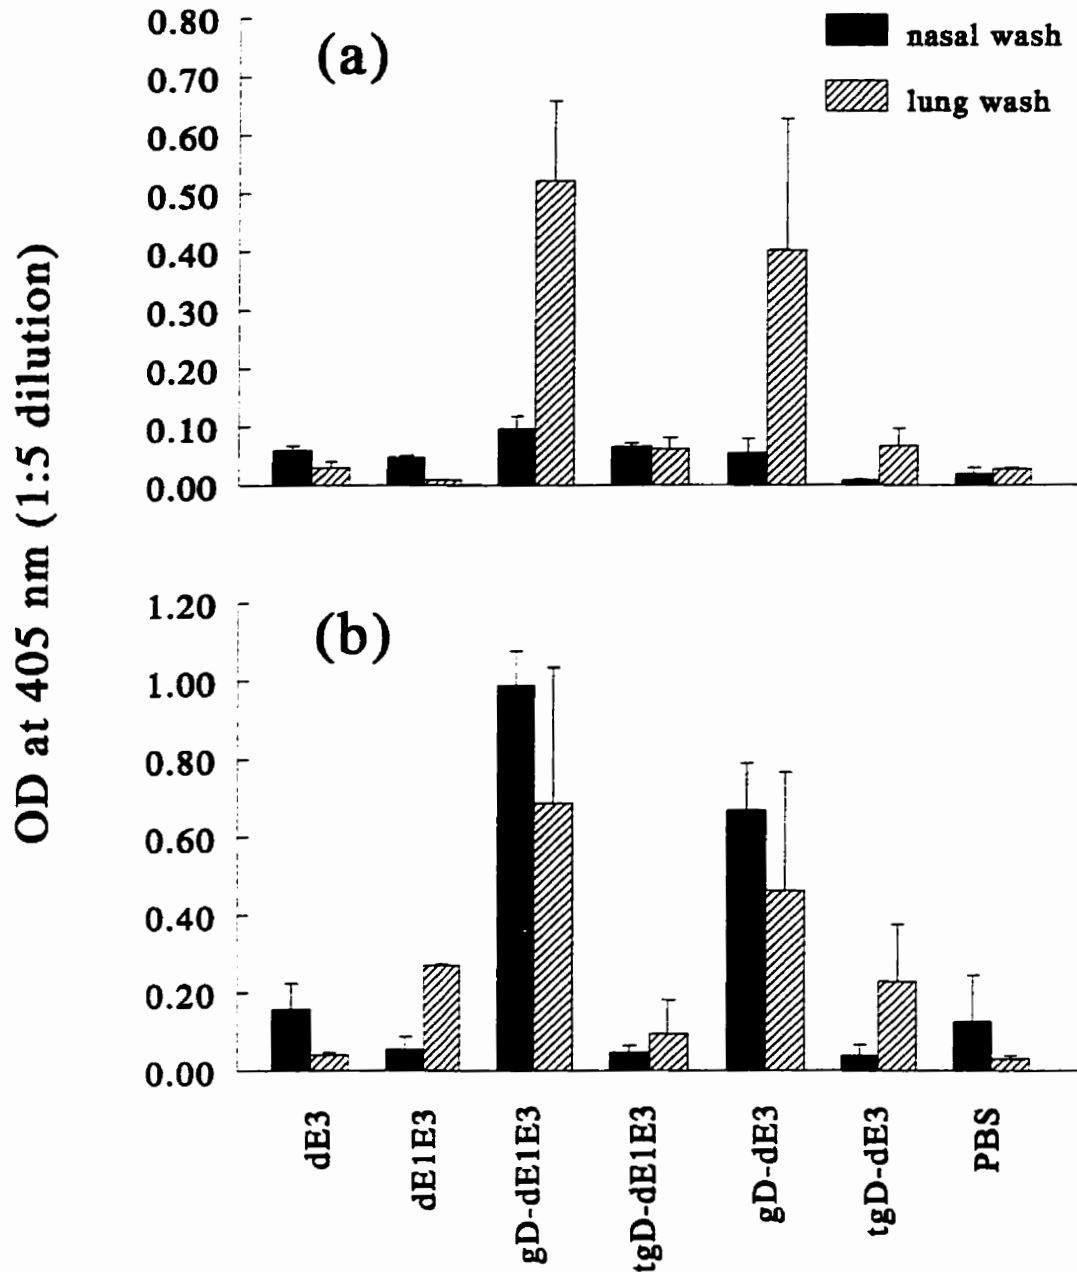 OD at 405 nm (1:5 dilution)
(a)
nasal wash
lung wash
0.80
0.70
0.60
0.50
0.40
0.30
0.20
0.10
0.00
(b)
1.20
1.00
0.80
0.60
0.40
0.20
0.00
dE3
dE1E3
gD-dE1E3
tgD-dE1E3
gD-dE3
tgD-dE3
PBS